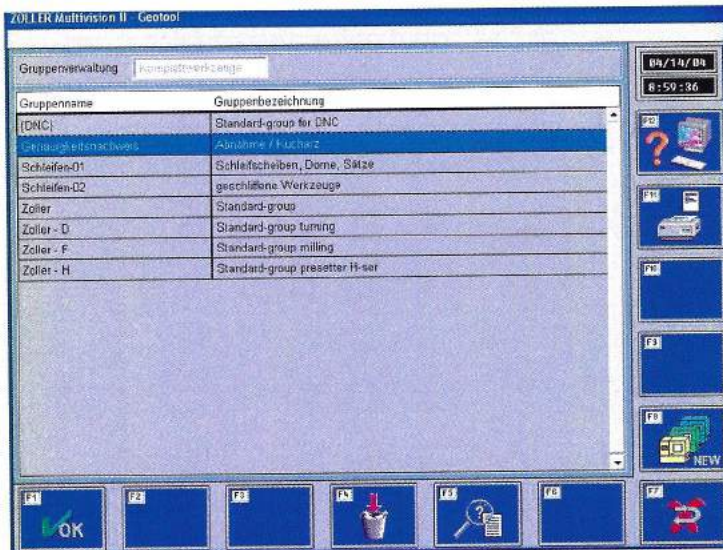 ZOLLER Multivision II - Geotool
Gruppenverwaltung Komplettwerkzeuge
04/14/04
8:59:36
Gruppenname Gruppenbezeichnung
{DNC} Standard-group for DNC
Genauigkeitsnachweis Abnahme / Kucharz
Schleifen-01 Schleifscheiben, Dorne, Sätze
Schleifen-02 geschliffene Werkzeuge
Zoller Standard-group
Zoller - D Standard-group turning
Zoller - F Standard-group milling
Zoller - H Standard-group presetter H-ser
F12
?
F11
F10
F9
F8
NEW
F1 F2 F3 F4 F5 F6 F7
OK ?